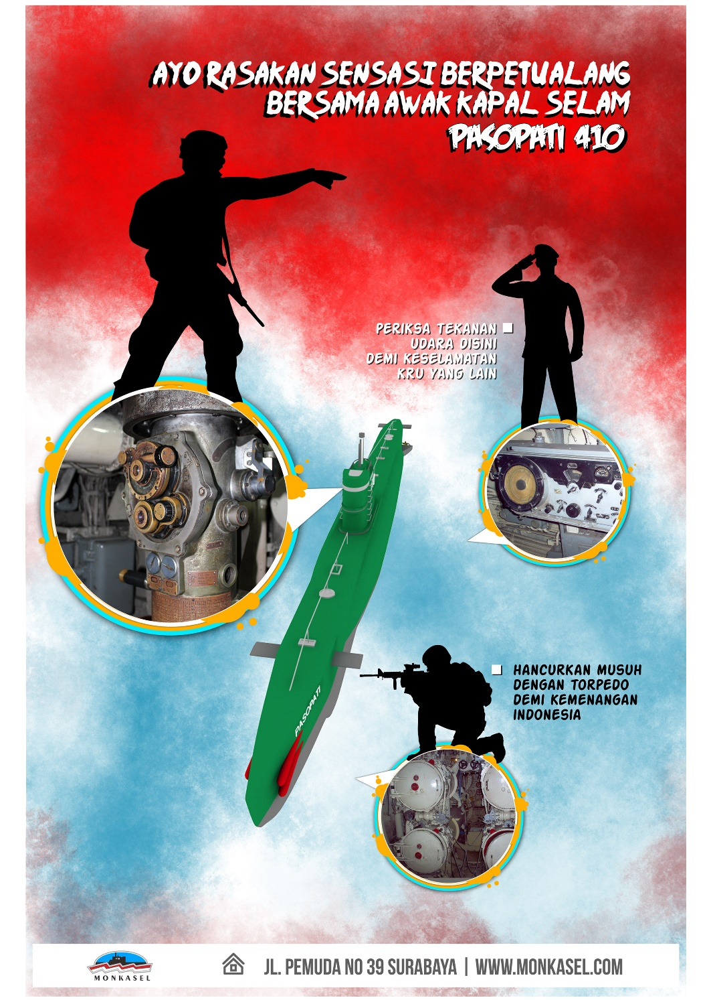 AYO RASAKAN SENSASI BERPETUALANG
BERSAMA AWAK KAPAL SELAM
PASOPATI 410
PERIKSA TEKANAN
UDARA DISINI
DEMI KESELAMATAN
KRU YANG LAIN
PASOPATI
HANCURKAN MUSUH
DENGAN TORPEDO
DEMI KEMENANGAN
INDONESIA
MONKASEL
JL. PEMUDA NO 39 SURABAYA | WWW.MONKASEL.COM